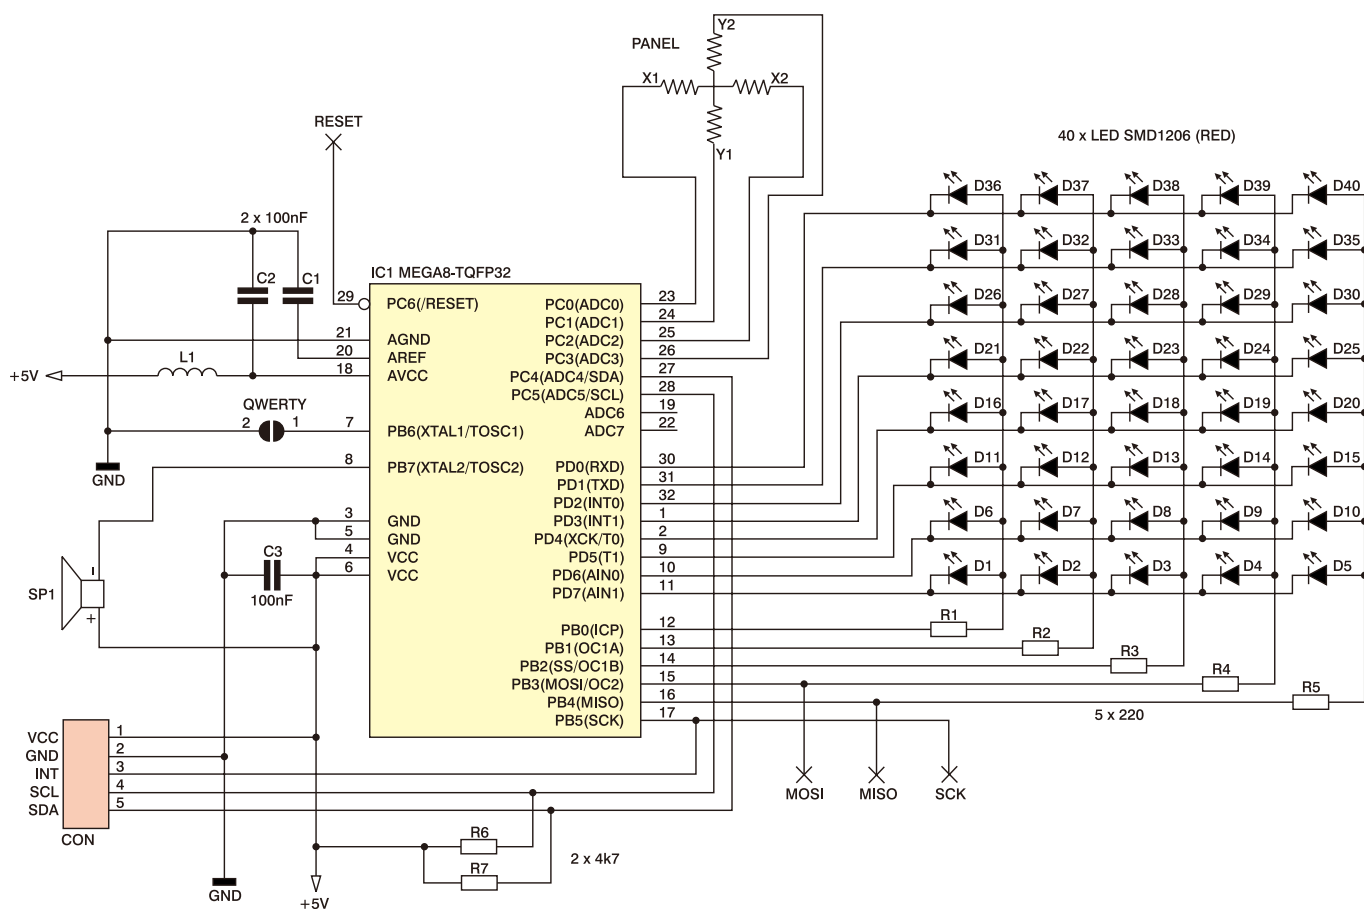 Y2
PANEL
X1
X2
Y1
RESET
40 x LED SMD1206 (RED)
D36
D37
D38
D39
D40
D31
D32
D33
D34
D35
D26
D27
D28
D29
D30
D21
D22
D23
D24
D25
D16
D17
D18
D19
D20
D11
D12
D13
D14
D15
D6
D7
D8
D9
D10
D1
D2
D3
D4
D5
2 x 100nF
C2
C1
L1
+5V
QWERTY
2
1
GND
IC1 MEGA8-TQFP32
29
PC6(/RESET)
21
AGND
20
AREF
18
AVCC
7
PB6(XTAL1/TOSC1)
8
PB7(XTAL2/TOSC2)
3
GND
5
GND
4
VCC
6
VCC
PC0(ADC0)
23
PC1(ADC1)
24
PC2(ADC2)
25
PC3(ADC3)
26
PC4(ADC4/SDA)
27
PC5(ADC5/SCL)
28
ADC6
19
ADC7
22
PD0(RXD)
30
PD1(TXD)
31
PD2(INT0)
32
PD3(INT1)
1
PD4(XCK/T0)
2
PD5(T1)
9
PD6(AIN0)
10
PD7(AIN1)
11
PB0(ICP)
12
PB1(OC1A)
13
PB2(SS/OC1B)
14
PB3(MOSI/OC2)
15
PB4(MISO)
16
PB5(SCK)
17
R1
R2
R3
R4
R5
5 x 220
MOSI
MISO
SCK
C3
100nF
SP1
+
VCC
1
GND
2
INT
3
SCL
4
SDA
5
CON
R6
R7
2 x 4k7
GND
+5V